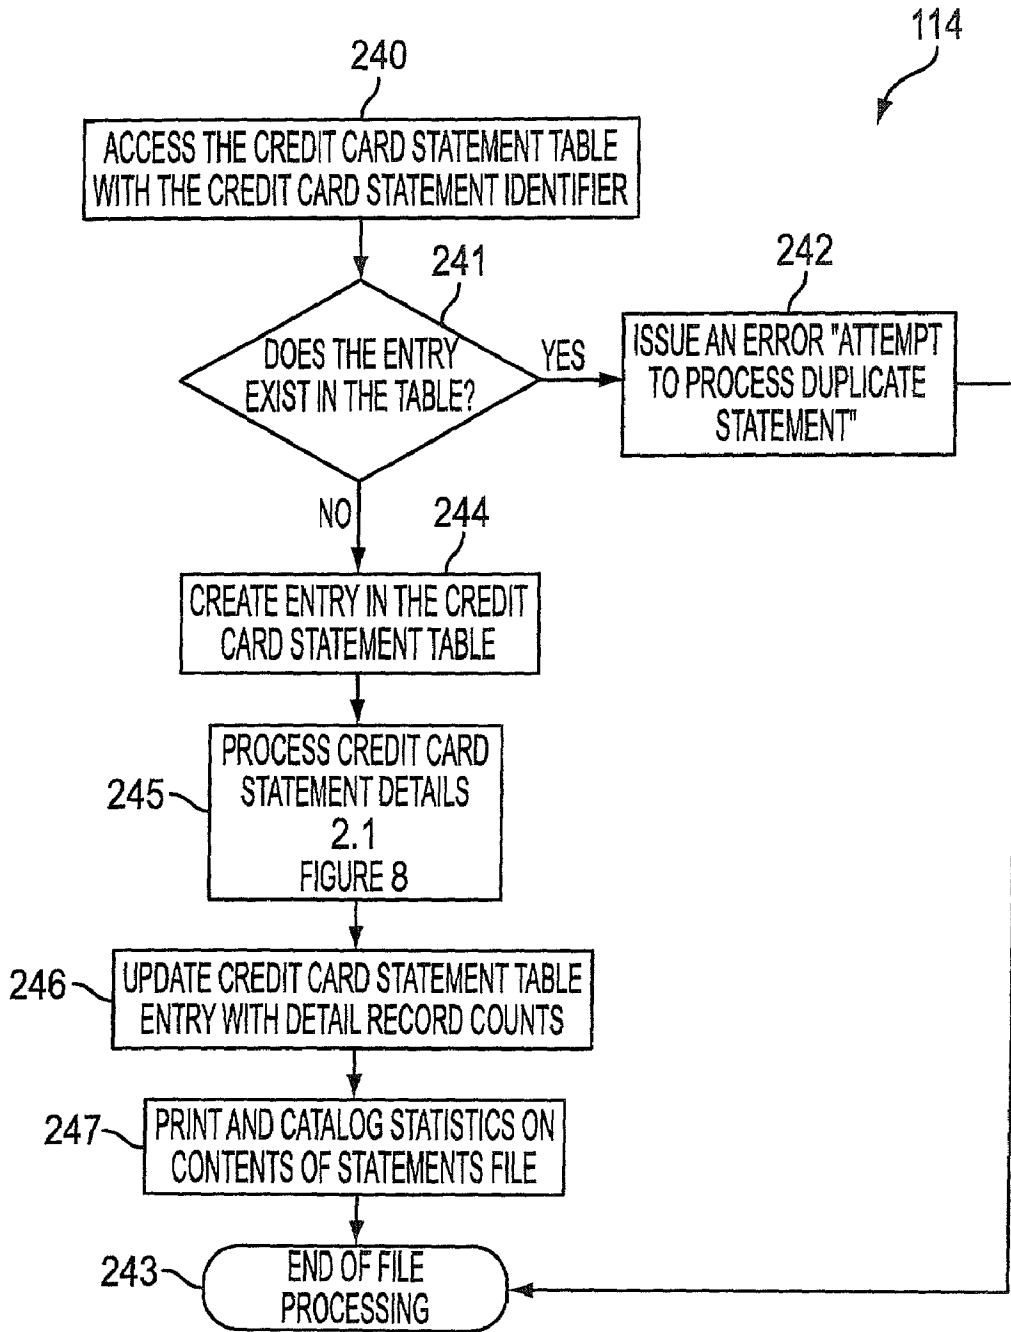 114
240
ACCESS THE CREDIT CARD STATEMENT TABLE
WITH THE CREDIT CARD STATEMENT IDENTIFIER
241
DOES THE ENTRY
EXIST IN THE TABLE?
YES
242
ISSUE AN ERROR "ATTEMPT
TO PROCESS DUPLICATE
STATEMENT"
NO
244
CREATE ENTRY IN THE CREDIT
CARD STATEMENT TABLE
245
PROCESS CREDIT CARD
STATEMENT DETAILS
2.1
FIGURE 8
246
UPDATE CREDIT CARD STATEMENT TABLE
ENTRY WITH DETAIL RECORD COUNTS
247
PRINT AND CATALOG STATISTICS ON
CONTENTS OF STATEMENTS FILE
243
END OF FILE
PROCESSING